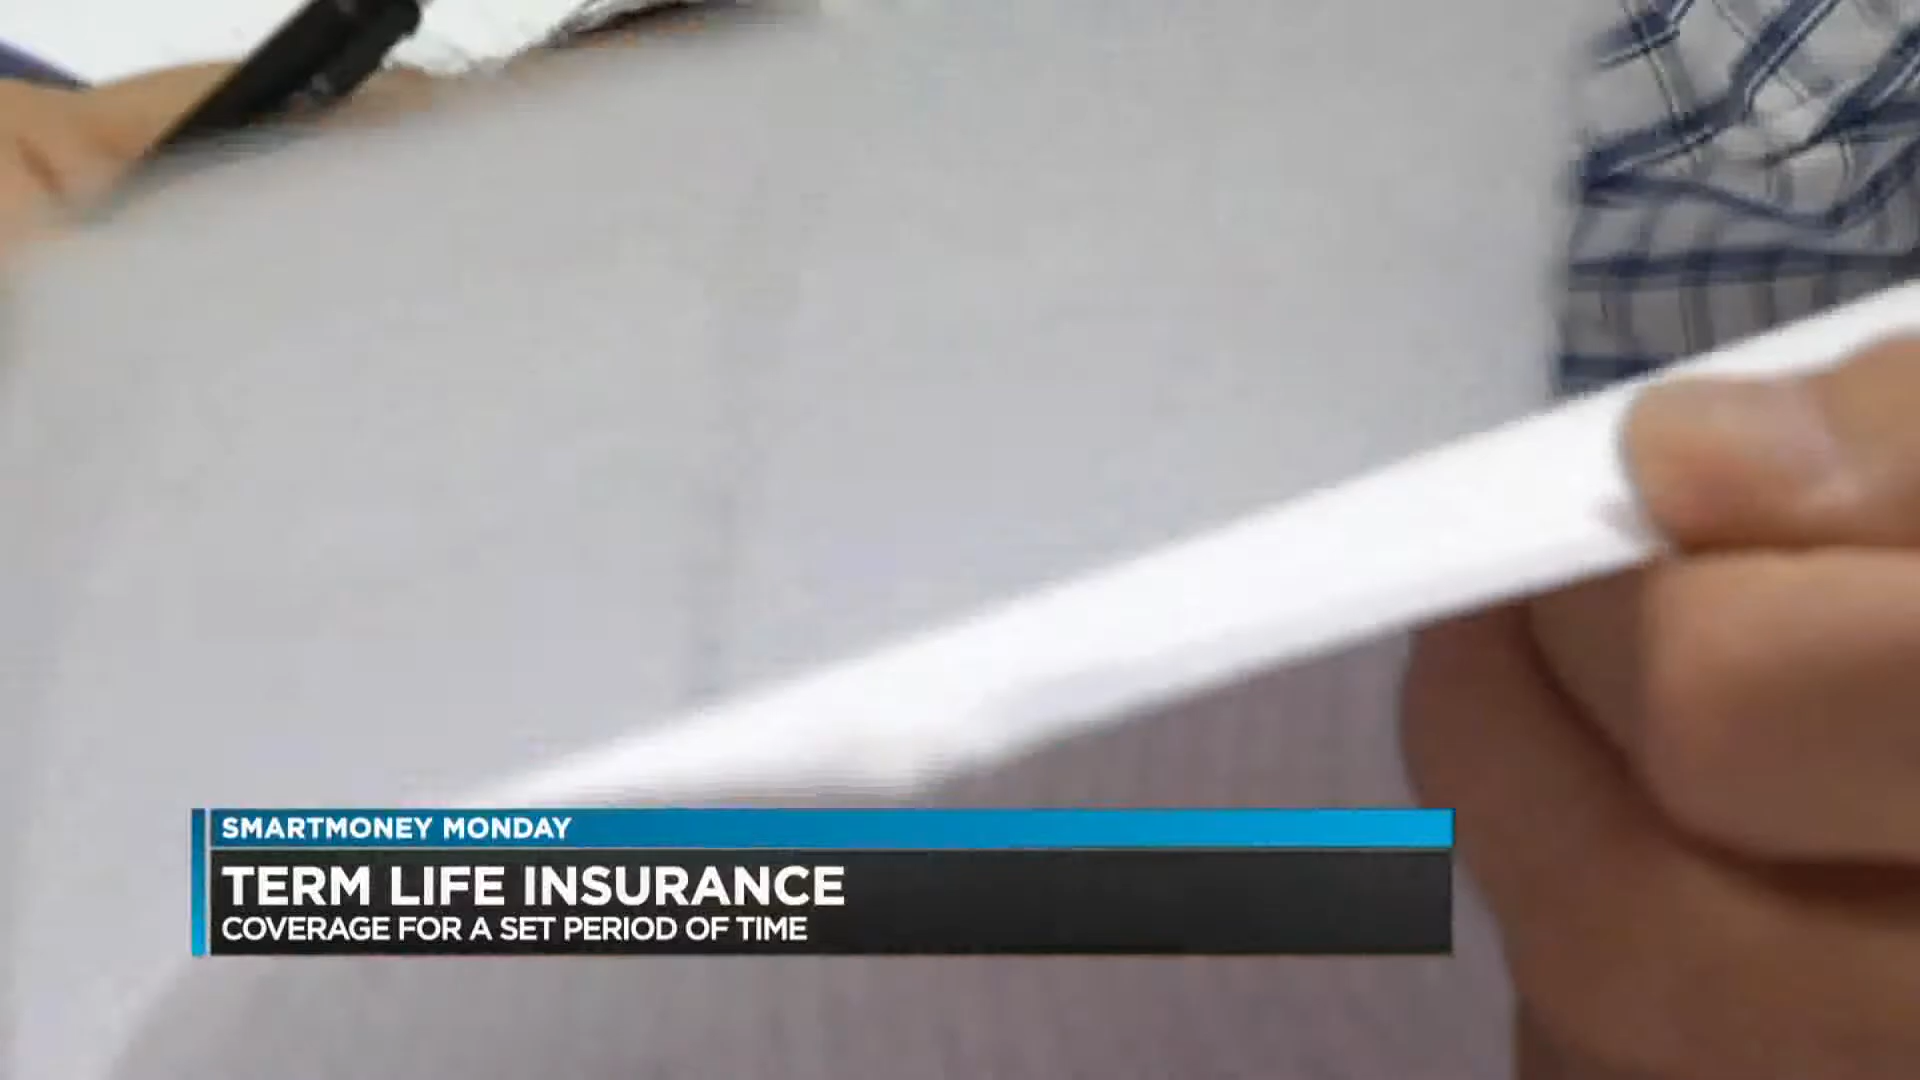 SMARTMONEY MONDAY
TERM LIFE INSURANCE
COVERAGE FOR A SET PERIOD OF TIME